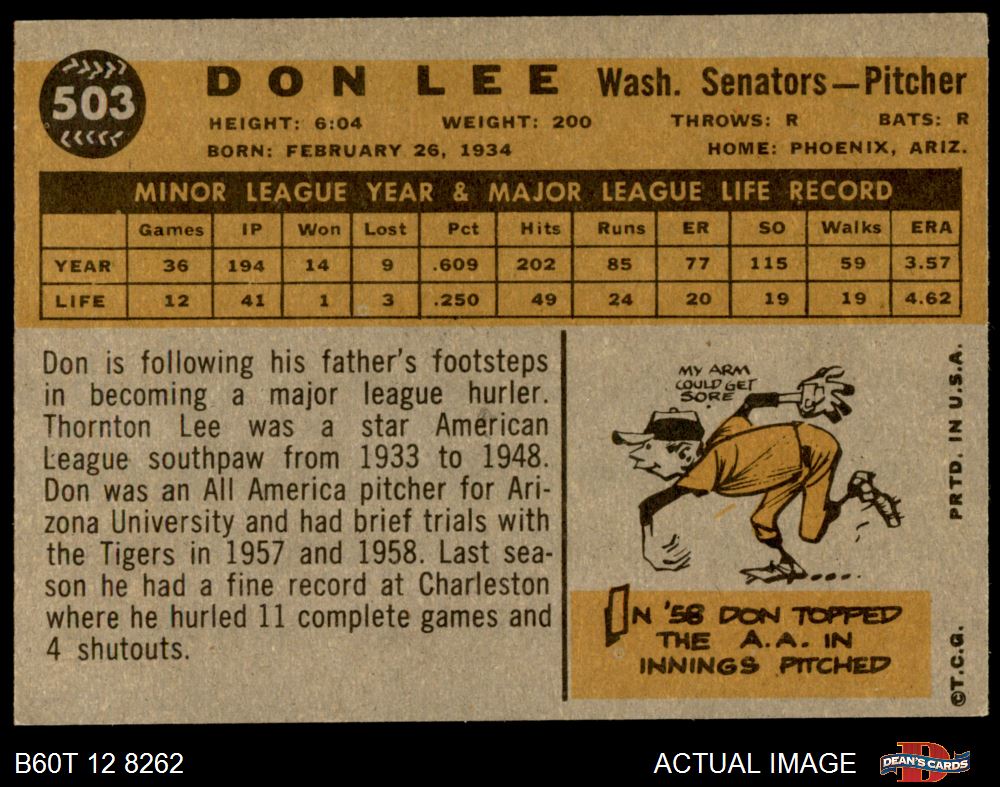 503
DON LEE Wash. Senators—Pitcher
HEIGHT: 6:04 WEIGHT: 200 THROWS: R BATS: R
BORN: FEBRUARY 26, 1934 HOME: PHOENIX, ARIZ.
MINOR LEAGUE YEAR & MAJOR LEAGUE LIFE RECORD
Games IP Won Lost Pct Hits Runs ER SO Walks ERA
YEAR 36 194 14 9 .609 202 85 77 115 59 3.57
LIFE 12 41 1 3 .250 49 24 20 19 19 4.62
Don is following his father's footsteps
in becoming a major league hurler.
Thornton Lee was a star American
League southpaw from 1933 to 1948.
Don was an All America pitcher for Ari-
zona University and had brief trials with
the Tigers in 1957 and 1958. Last sea-
son he had a fine record at Charleston
where he hurled 11 complete games and
4 shutouts.
MY ARM
COULD GET
SORE
IN '58 DON TOPPED
THE A.A. IN
INNINGS PITCHED
©T.C.G. PRTD. IN U.S.A.
B60T 12 8262
ACTUAL IMAGE
DEAN'S CARDS